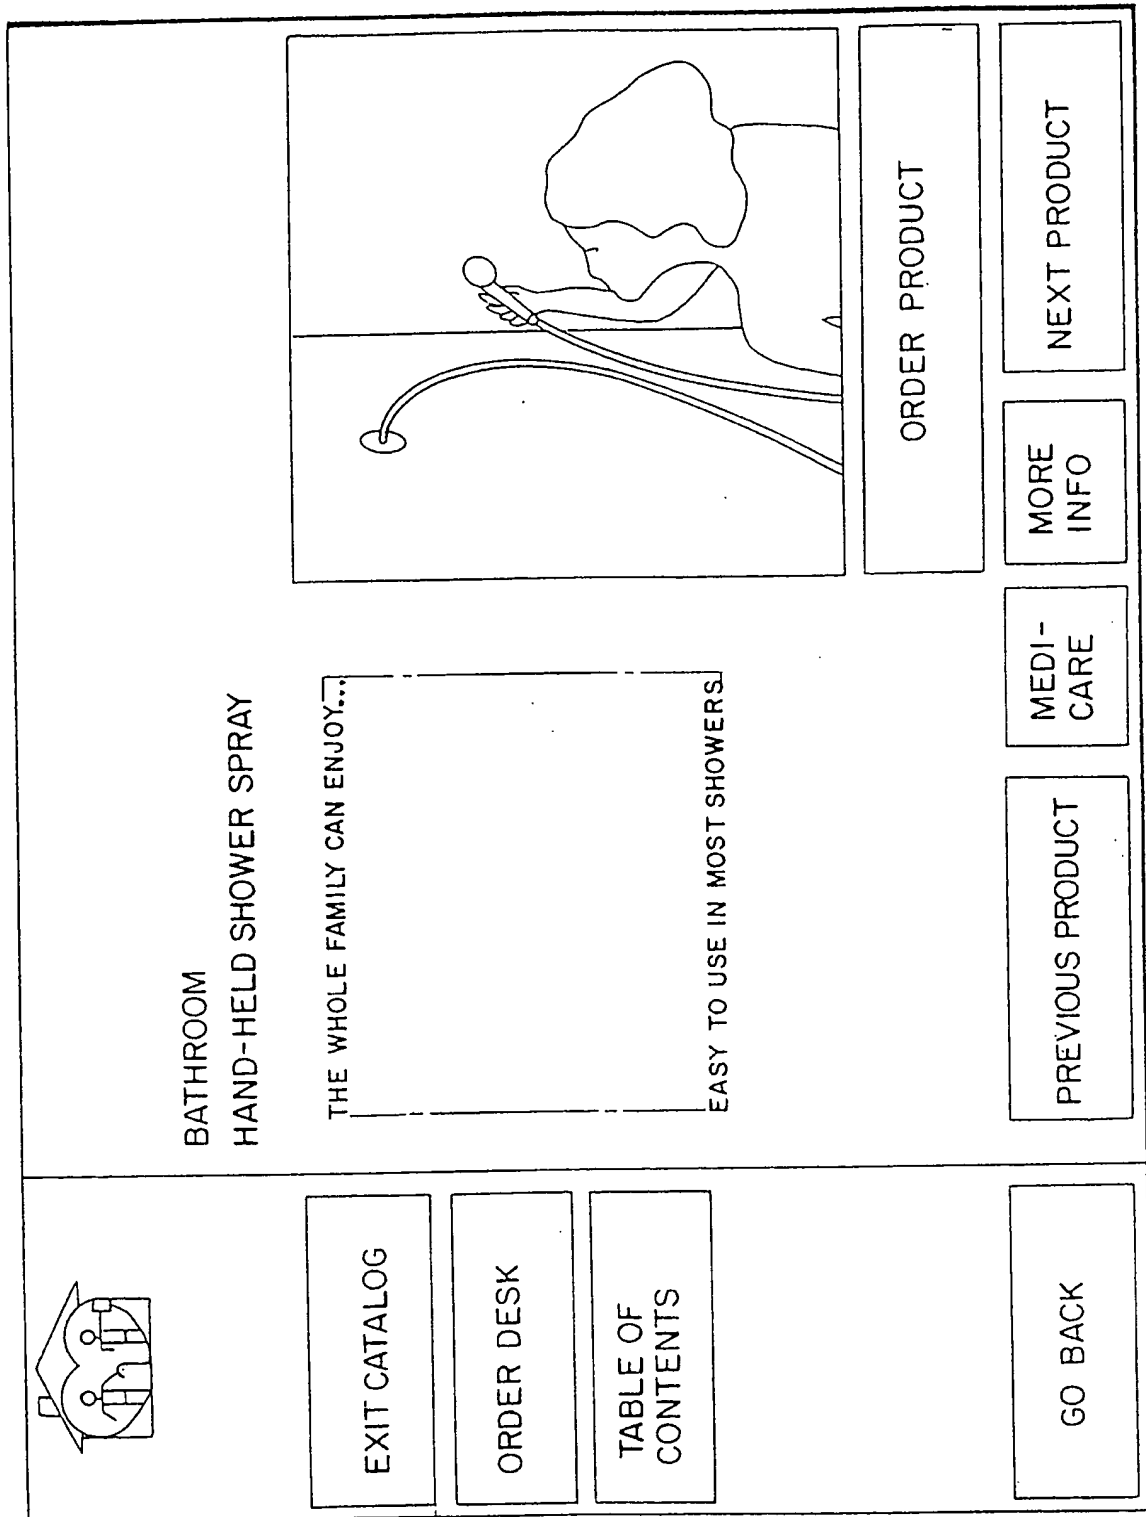 BATHROOM
HAND-HELD SHOWER SPRAY
THE WHOLE FAMILY CAN ENJOY...
EASY TO USE IN MOST SHOWERS
ORDER PRODUCT
EXIT CATALOG
ORDER DESK
TABLE OF
CONTENTS
GO BACK
PREVIOUS PRODUCT
MEDI-
CARE
MORE
INFO
NEXT PRODUCT